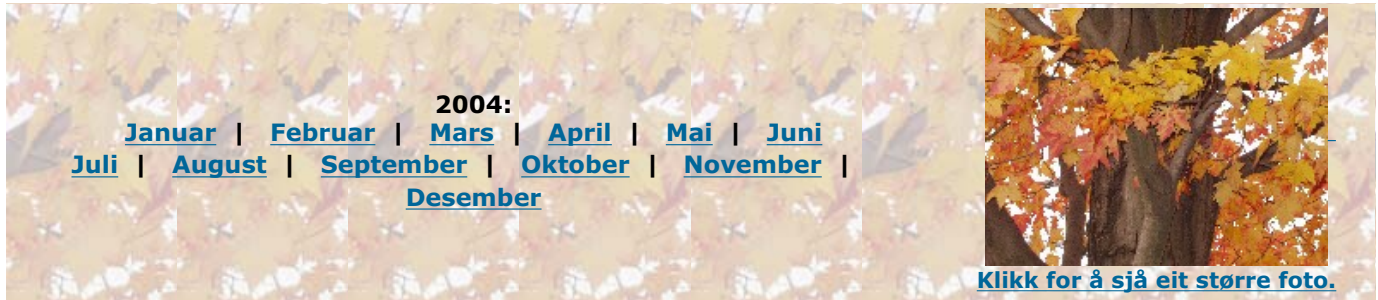 2004:
Januar | Februar | Mars | April | Mai | Juni
Juli | August | September | Oktober | November |
Desember
Klikk for å sjå eit større foto.